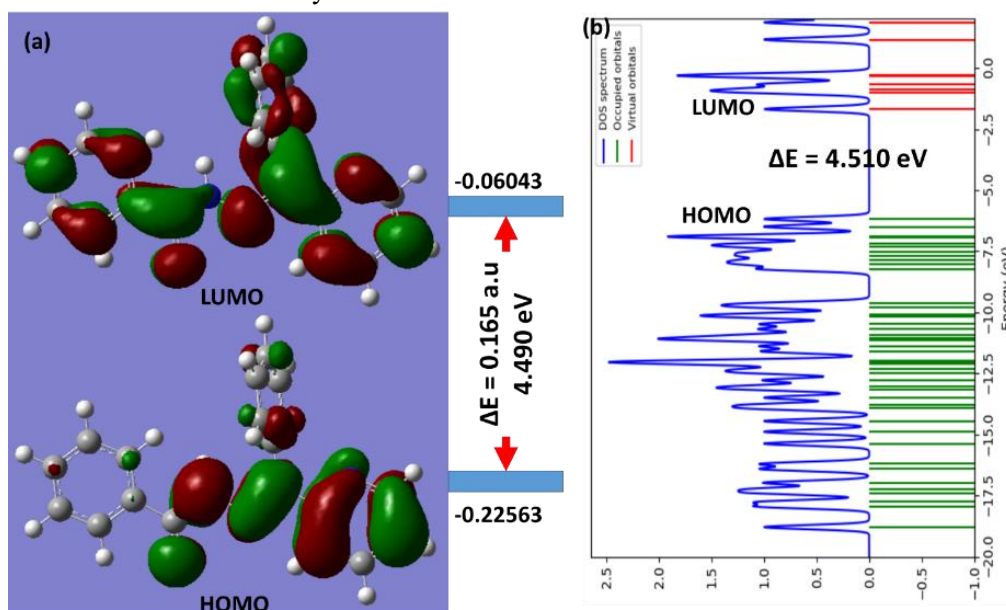 (a)
LUMO
HOMO
-0.06043
ΔE = 0.165 a.u
4.490 eV
-0.22563
(b)
DOS spectrum
Occupied orbitals
Virtual orbitals
LUMO
ΔE = 4.510 eV
HOMO
0.0
−2.5
−5.0
−7.5
−10.0
−12.5
−15.0
−17.5
−20.0
Energy (eV)
2.5
2.0
1.5
1.0
0.5
0.0
−0.5
−1.0